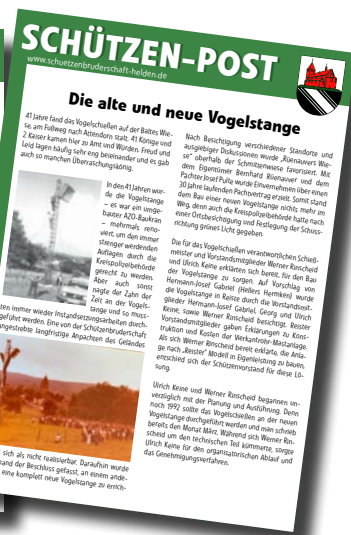 SCHÜTZEN-POST
www.schuetzenbruderschaft-helden.de
Die alte und neue Vogelstange
41 Jahre fand das Vogelschießen auf der Baltes Wie-
se, am Fußweg nach Attendorn statt. 41 Könige und
2 Kaiser kamen hier zu Amt und Würden. Freud und
Leid lagen häufig sehr eng beieinander und es gab
auch so manchen Überraschungskönig.
In den 41 Jahren wur-
de die Vogelstange
– es war ein umge-
bauter A20-Baukran
– mehrmals reno-
viert, um den immer
strenger werdenden
Auflagen durch die
Kreispolizeibehörde
gerecht zu werden.
Aber auch sonst
nagte der Zahn der
Zeit an der Vogels-
tange und so muss-
ten immer wieder Instandsetzungsarbeiten durch-
geführt werden. Eine von der Schützenbruderschaft
angestrebte langfristige Anpachten des Geländes
sich als nicht realisierbar. Daraufhin wurde
and der Beschluss gefasst, an einem ande-
eine komplett neue Vogelstange zu errich-
Nach Besichtigung verschiedener Standorte und
ausgiebiger Diskussionen wurde „Rüenauvers Wie-
se“ oberhalb der Schmittewiese favorisiert. Mit
dem Eigentümer Bernhard Rüenauver und dem
Pachter Josef Pulte wurde Einvernehmen über einen
30 Jahre laufenden Pachtvertrag erzielt. Somit stand
dem Bau einer neuen Vogelstange nichts mehr im
Weg, denn auch die Kreispolizeibehörde hatte nach
einer Ortsbesichtigung und Festlegung der Schuss-
richtung grünes Licht gegeben.
Die für das Vogelschießen verantwortlichen Schieß-
meister und Vorstandsmitglieder Werner Rinscheid
und Ulrich Keine erklärten sich bereit, für den Bau
der Vogelstange zu sorgen. Auf Vorschlag von
Hermann-Josef Gabriel (Hellers Hermken) wurde
die Vogelstange in Reiste durch die Vorstandsmit-
glieder Hermann-Josef Gabriel, Georg und Ulrich
Keine, sowie Werner Rinscheid besichtigt. Reister
Vorstandsmitglieder gaben Erklärungen zu Kons-
truktion und Kosten der Vierkantrohr-Mastanlage.
Als sich Werner Rinscheid bereit erklärte, die Anla-
ge nach „Reister“ Modell in Eigenleistung zu bauen,
entschied sich der Schützenvorstand für diese Lö-
sung.
Ulrich Keine und Werner Rinscheid begannen un-
verzüglich mit der Planung und Ausführung. Denn
noch 1992 sollte das Vogelschießen an der neuen
Vogelstange durchgeführt werden und man schrieb
bereits den Monat März. Während sich Werner Rin-
scheid um den technischen Teil kümmerte, sorgte
Ulrich Keine für den organisatorischen Ablauf und
das Genehmigungsverfahren.